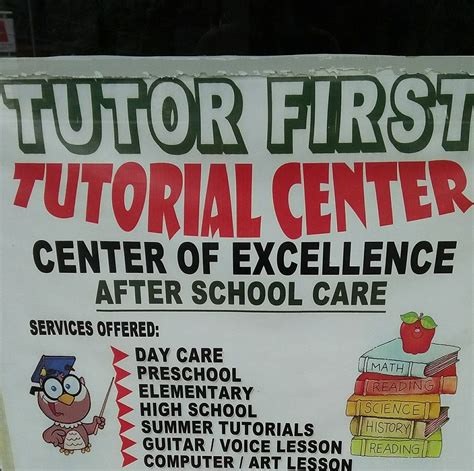 TUTOR FIRST
TUTORIAL CENTER
CENTER OF EXCELLENCE
AFTER SCHOOL CARE
SERVICES OFFERED:
DAY CARE
PRESCHOOL
ELEMENTARY
HIGH SCHOOL
SUMMER TUTORIALS
GUITAR / VOICE LESSON
COMPUTER / ART LESSON
MATH
READING
SCIENCE
HISTORY
READING